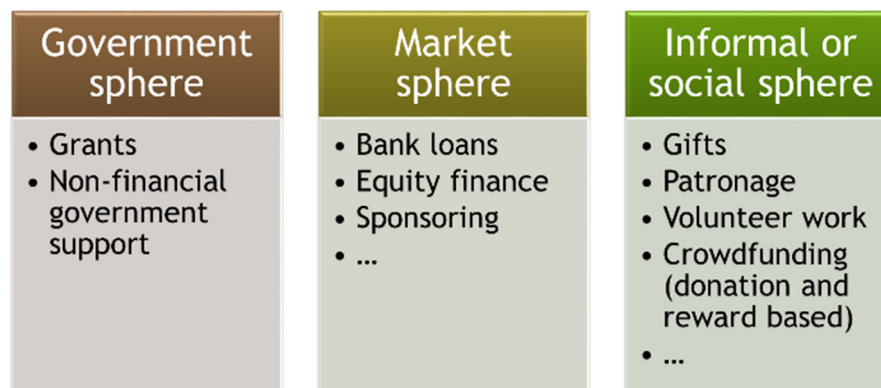 Government
sphere
• Grants
• Non-financial
government
support
Market
sphere
• Bank loans
• Equity finance
• Sponsoring
• …
Informal or
social sphere
• Gifts
• Patronage
• Volunteer work
• Crowdfunding
(donation and
reward based)
• …